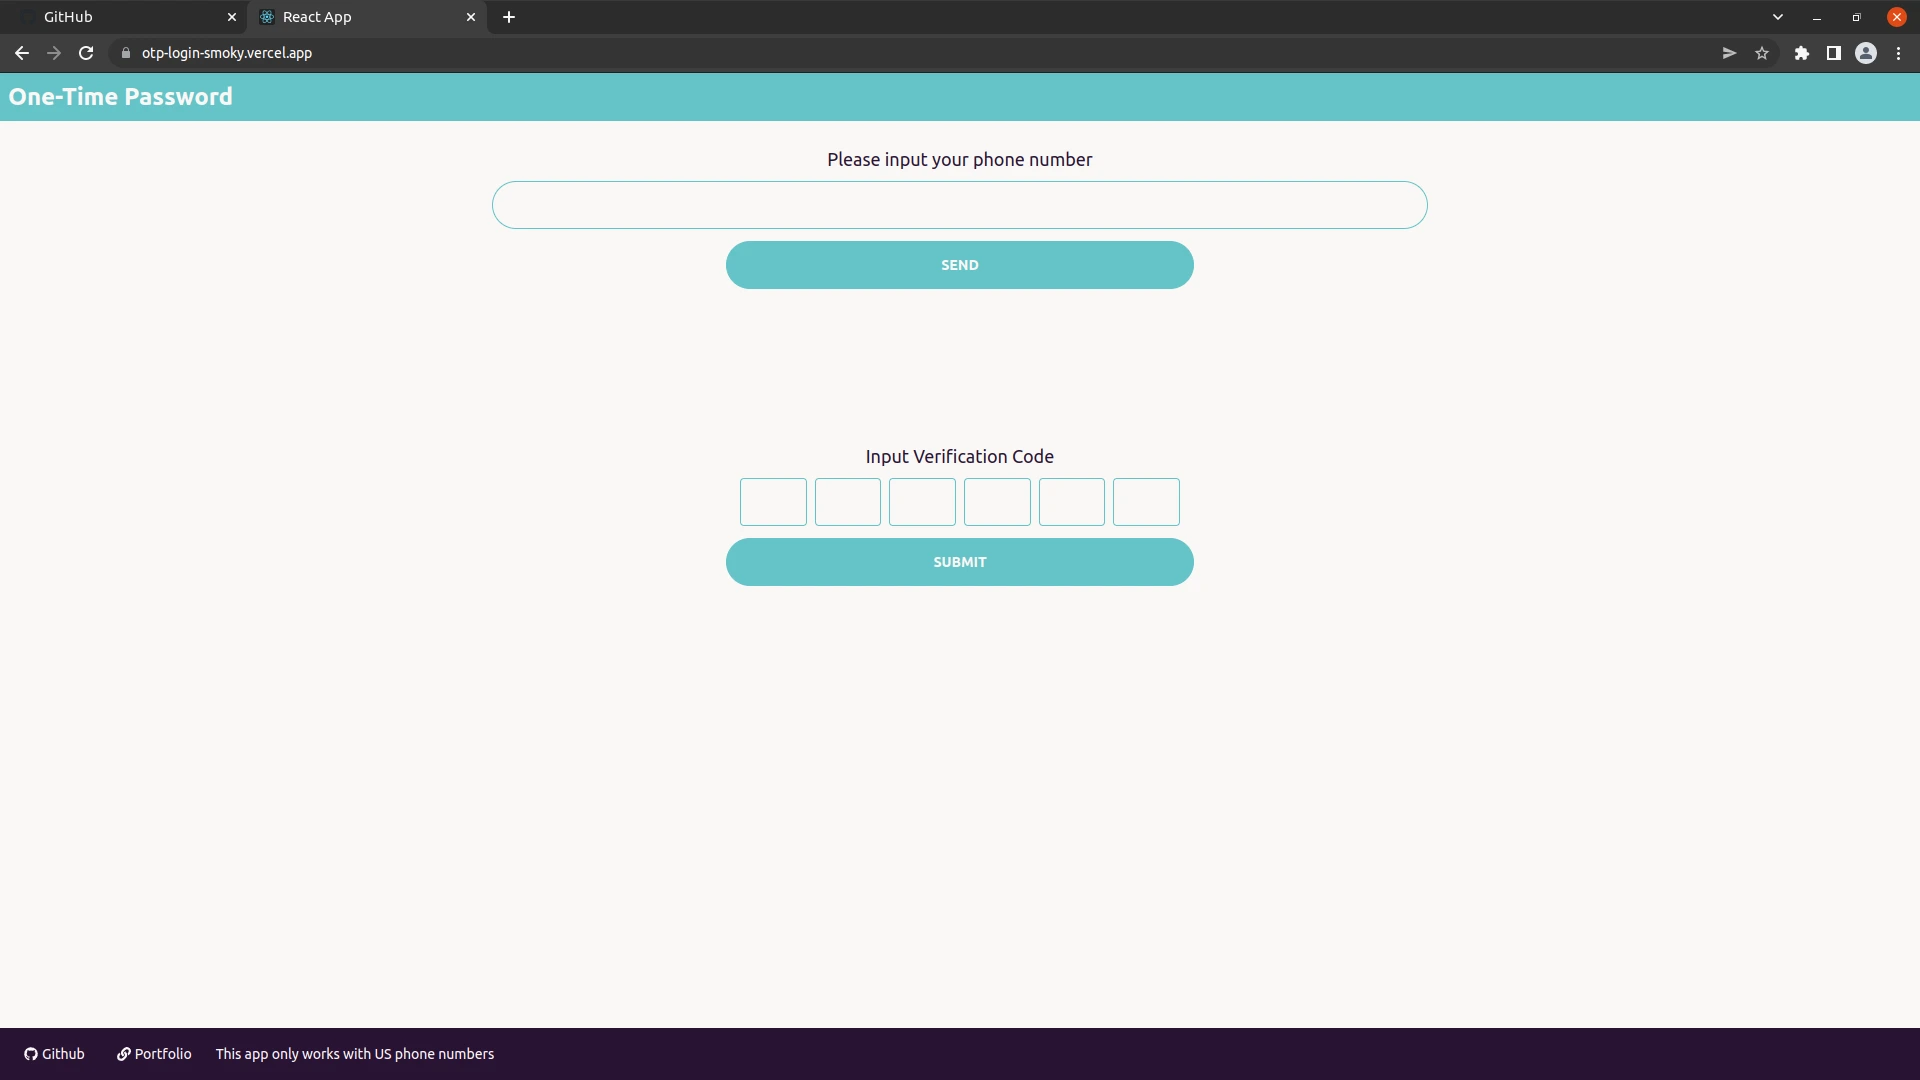 GitHub
React App
otp-login-smoky.vercel.app
One-Time Password
Please input your phone number
SEND
Input Verification Code
SUBMIT
Github
Portfolio
This app only works with US phone numbers